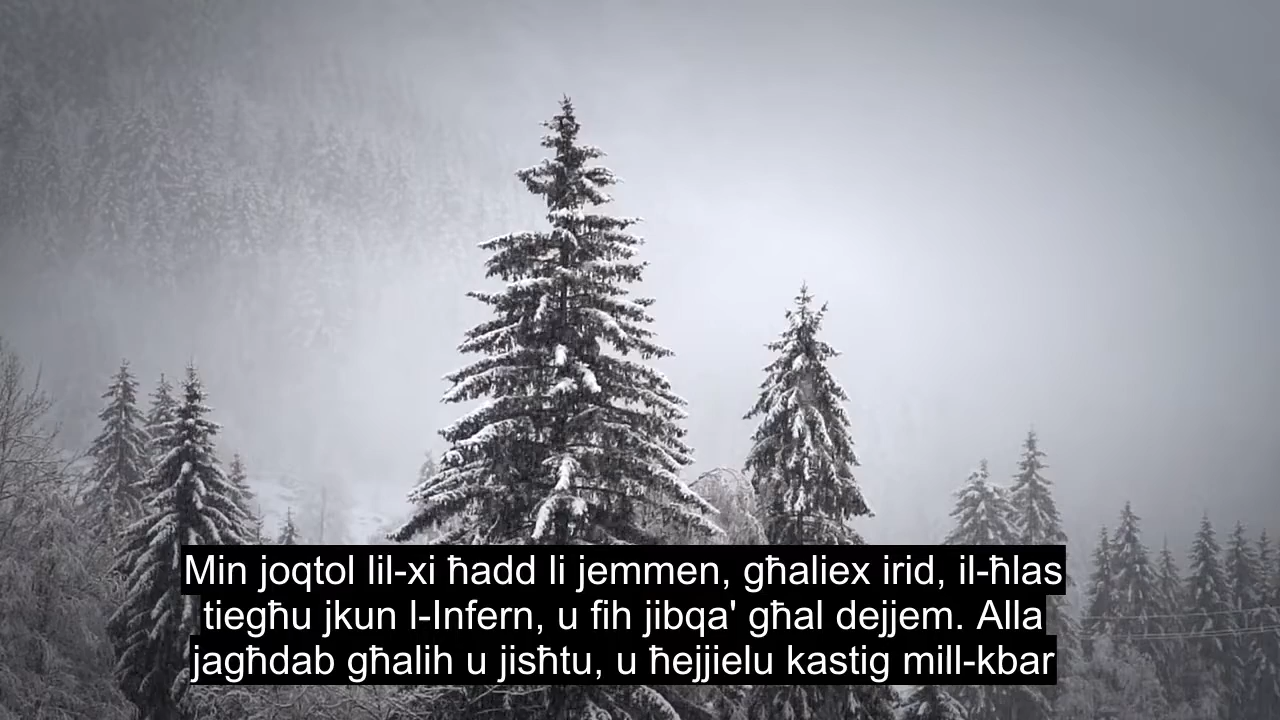 Min joqtol lil-xi ħadd li jemmen, għaliex irid, il-ħlas
tiegħu jkun l-Infern, u fih jibqa' għal dejjem. Alla
jagħdab għalih u jisħtu, u ħejjielu kastig mill-kbar